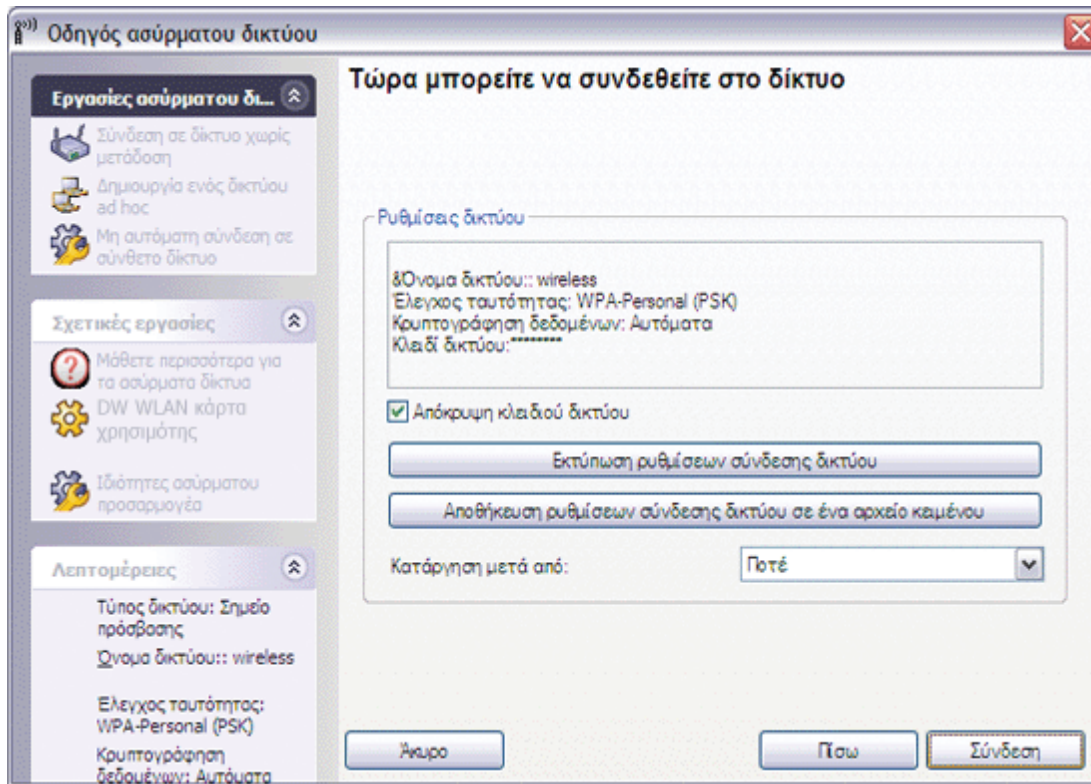 Οδηγός ασύρματου δικτύου
Εργασίες ασύρματου δι...
Σύνδεση σε δίκτυο χωρίς
μετάδοση
Δημιουργία ενός δικτύου
ad hoc
Μη αυτόματη σύνδεση σε
σύνθετο δίκτυο
Σχετικές εργασίες
Μάθετε περισσότερα για
τα ασύρματα δίκτυα
DW WLAN κάρτα
χρησιμότης
Ιδιότητες ασύρματου
προσαρμογέα
Λεπτομέρειες
Τύπος δικτύου: Σημείο
πρόσβασης
Όνομα δικτύου:: wireless
Έλεγχος ταυτότητας:
WPA-Personal (PSK)
Κρυπτογράφηση
δεδομένων: Αυτόματα
Τώρα μπορείτε να συνδεθείτε στο δίκτυο
Ρυθμίσεις δικτύου
&Όνομα δικτύου:: wireless
Έλεγχος ταυτότητας: WPA-Personal (PSK)
Κρυπτογράφηση δεδομένων: Αυτόματα
Κλειδί δικτύου:********
Απόκρυψη κλειδιού δικτύου
Εκτύπωση ρυθμίσεων σύνδεσης δικτύου
Αποθήκευση ρυθμίσεων σύνδεσης δικτύου σε ένα αρχείο κειμένου
Κατάργηση μετά από: Ποτέ
Άκυρο Πίσω Σύνδεση